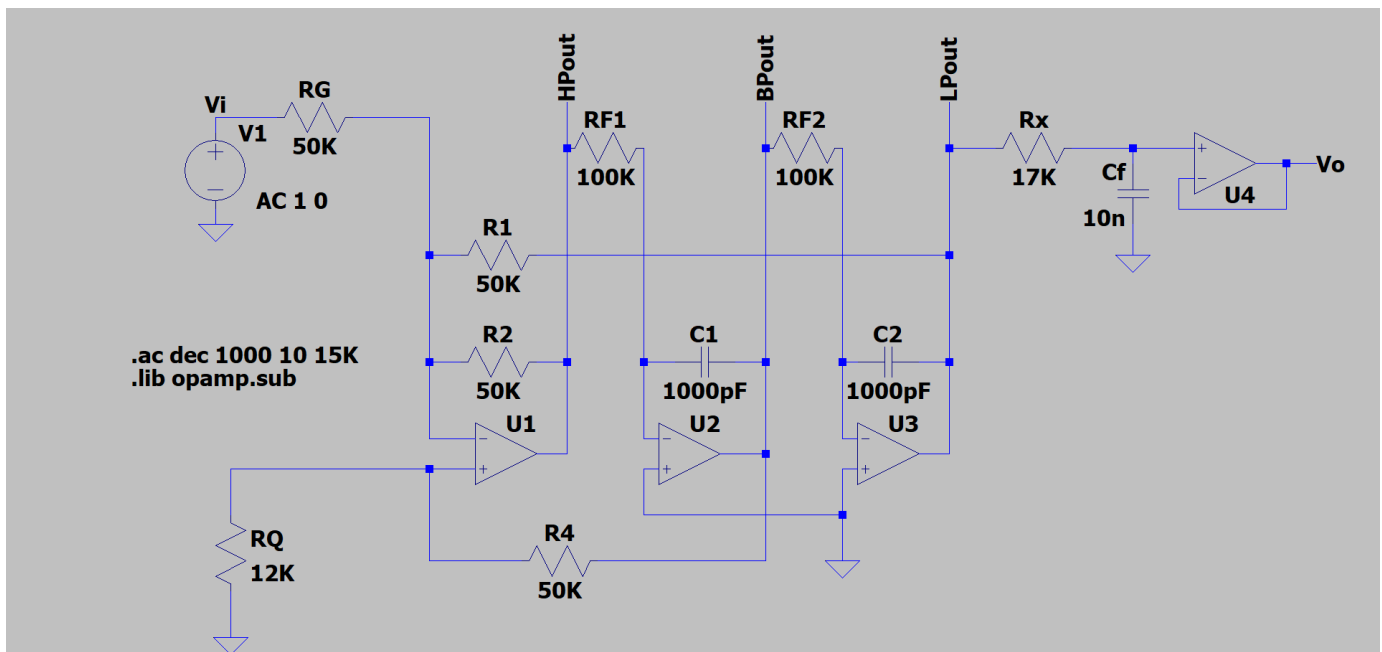 HPout
BPout
LPout
Vi
RG
V1
50K
AC 1 0
RF1
100K
RF2
100K
Rx
17K
Cf
10n
U4
Vo
R1
50K
R2
50K
C1
1000pF
C2
1000pF
.ac dec 1000 10 15K
.lib opamp.sub
U1
U2
U3
RQ
12K
R4
50K